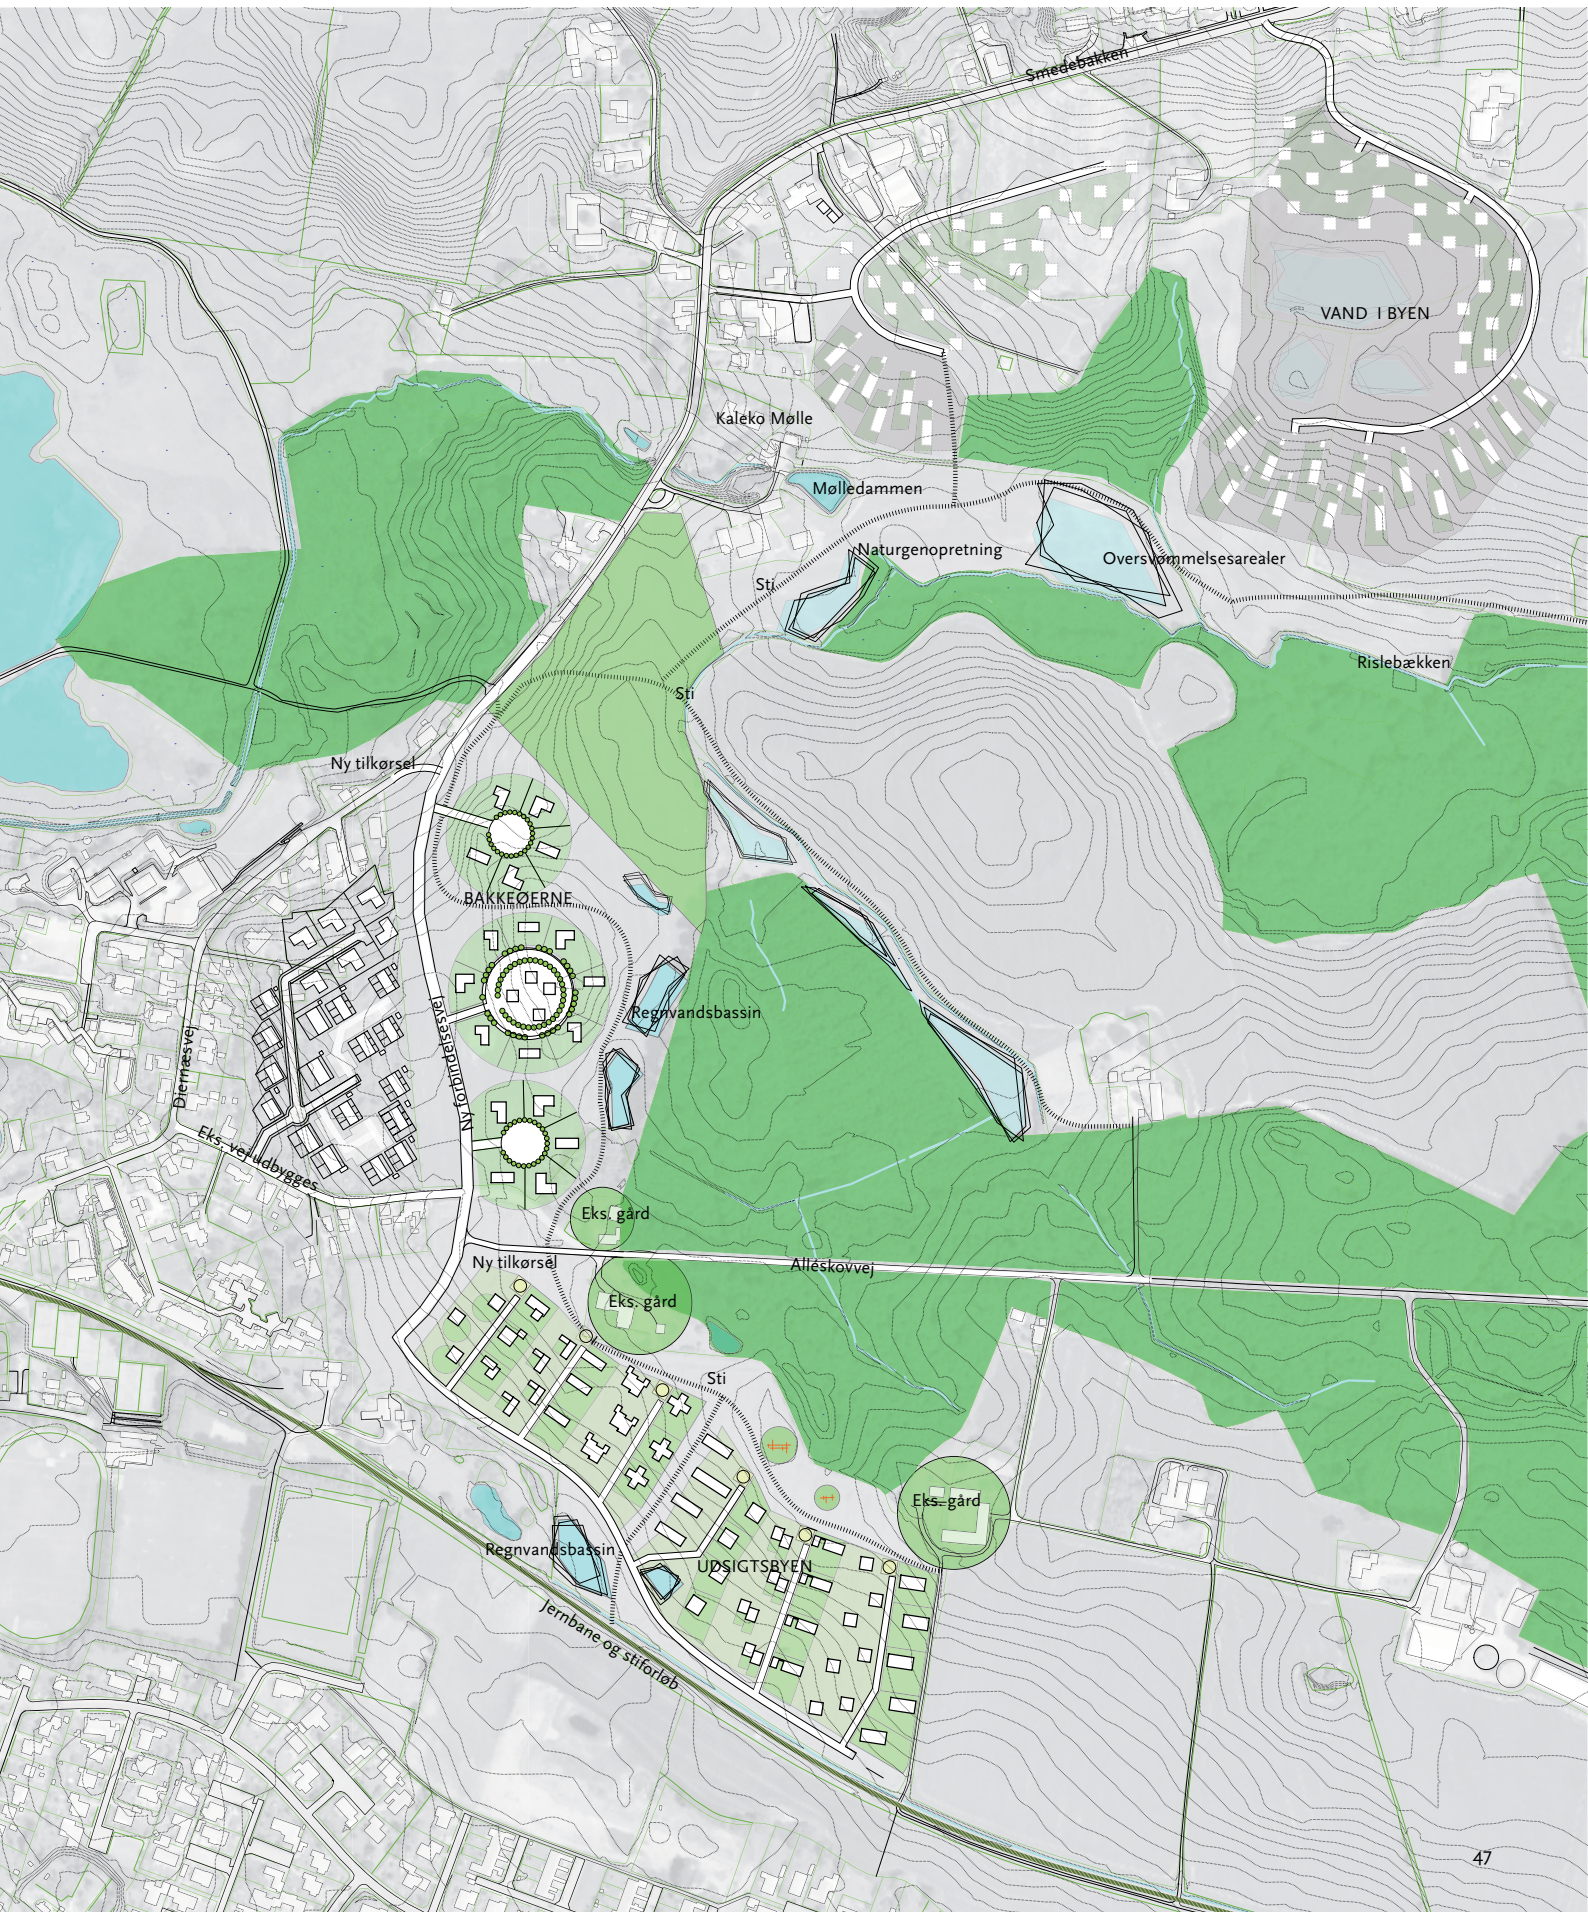 Smedebakken
VAND I BYEN
Kaleko Mølle
Mølledammen
Naturgenopretning
Oversvømmelsesarealer
Sti
Rislebækken
Sti
Ny tilkørsel
BAKKEØERNE
Regnvandsbassin
Ny forbindelsesvej
Diernæsvej
Eks. vej udbygges
Eks. gård
Ny tilkørsel
Alléskovvej
Eks. gård
Sti
Eks. gård
Regnvandsbassin
UDSIGTSBYEN
Jernbane og stiforløb
47